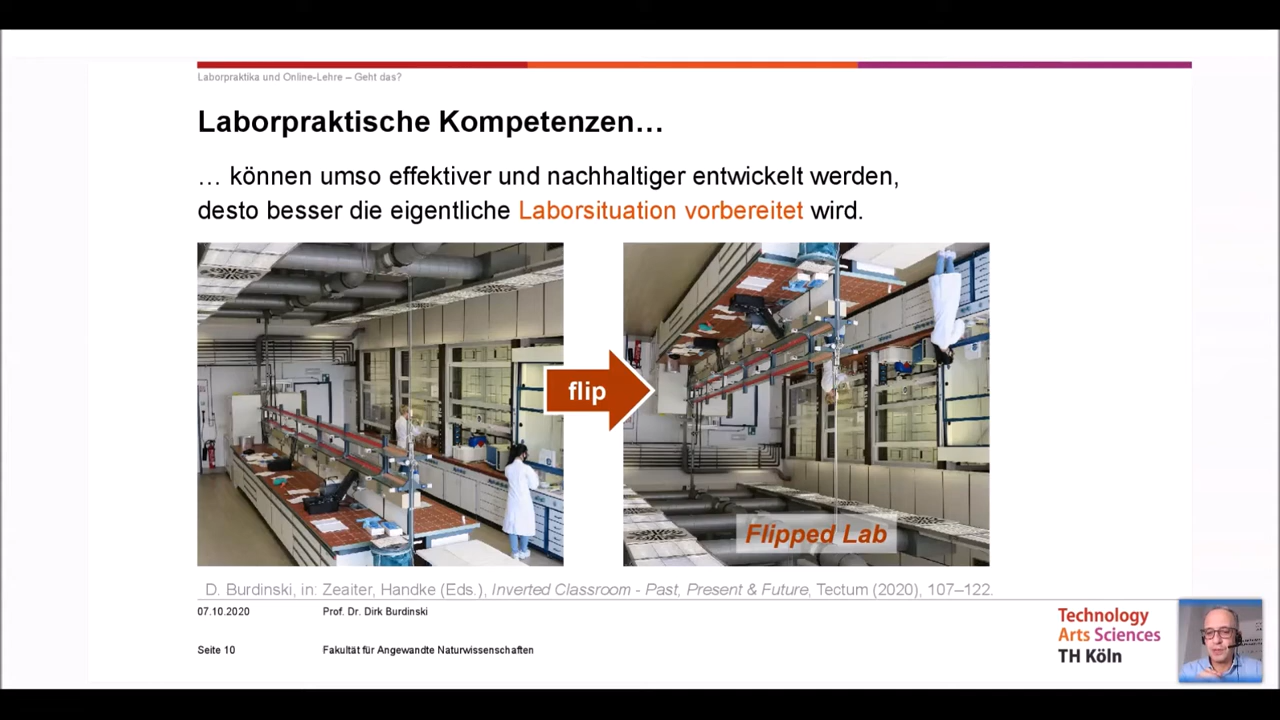 Laborpraktika und Online-Lehre – Geht das?
Laborpraktische Kompetenzen…
… können umso effektiver und nachhaltiger entwickelt werden,
desto besser die eigentliche Laborsituation vorbereitet wird.
flip
Flipped Lab
D. Burdinski, in: Zeaiter, Handke (Eds.), Inverted Classroom - Past, Present & Future, Tectum (2020), 107–122.
07.10.2020 Prof. Dr. Dirk Burdinski
Seite 10 Fakultät für Angewandte Naturwissenschaften
Technology
Arts Sciences
TH Köln